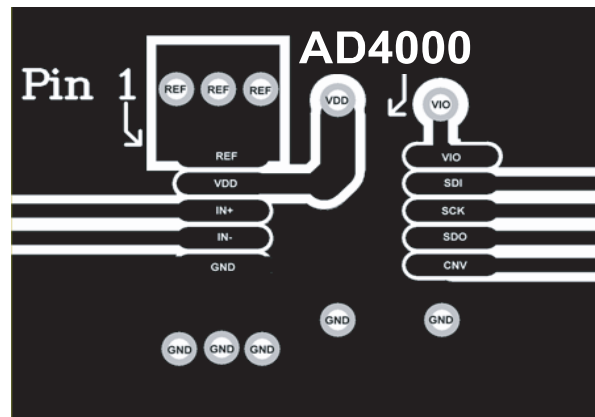 AD4000
Pin 1
REF REF REF
VDD
VIO
REF
VIO
VDD
SDI
IN+
SCK
IN-
SDO
GND
CNV
GND
GND
GND GND GND